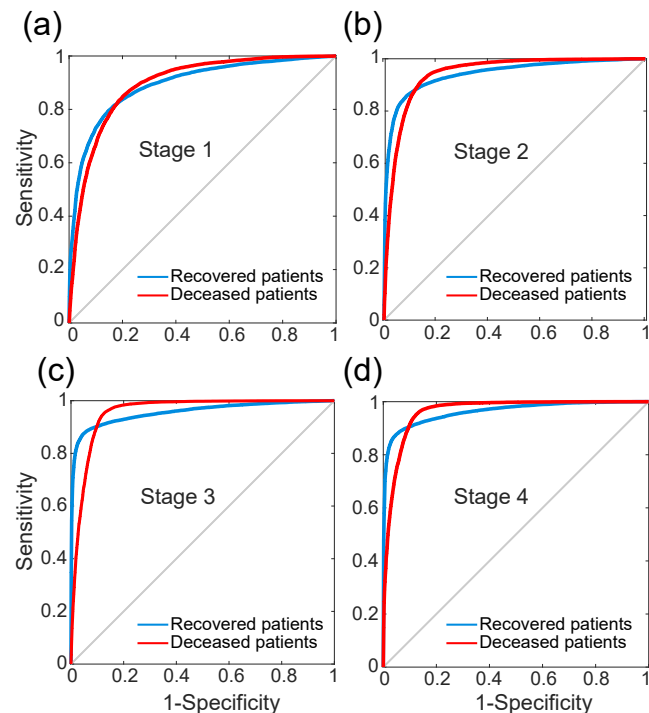 (a)
(b)
1
0.8
0.6
0.4
0.2
0
Sensitivity
Stage 1
Recovered patients
Deceased patients
0 0.2 0.4 0.6 0.8 1
1
0.8
0.6
0.4
0.2
0
Stage 2
Recovered patients
Deceased patients
0 0.2 0.4 0.6 0.8 1
(c)
(d)
1
0.8
0.6
0.4
0.2
0
Sensitivity
Stage 3
Recovered patients
Deceased patients
0 0.2 0.4 0.6 0.8 1
1-Specificity
1
0.8
0.6
0.4
0.2
0
Stage 4
Recovered patients
Deceased patients
0 0.2 0.4 0.6 0.8 1
1-Specificity